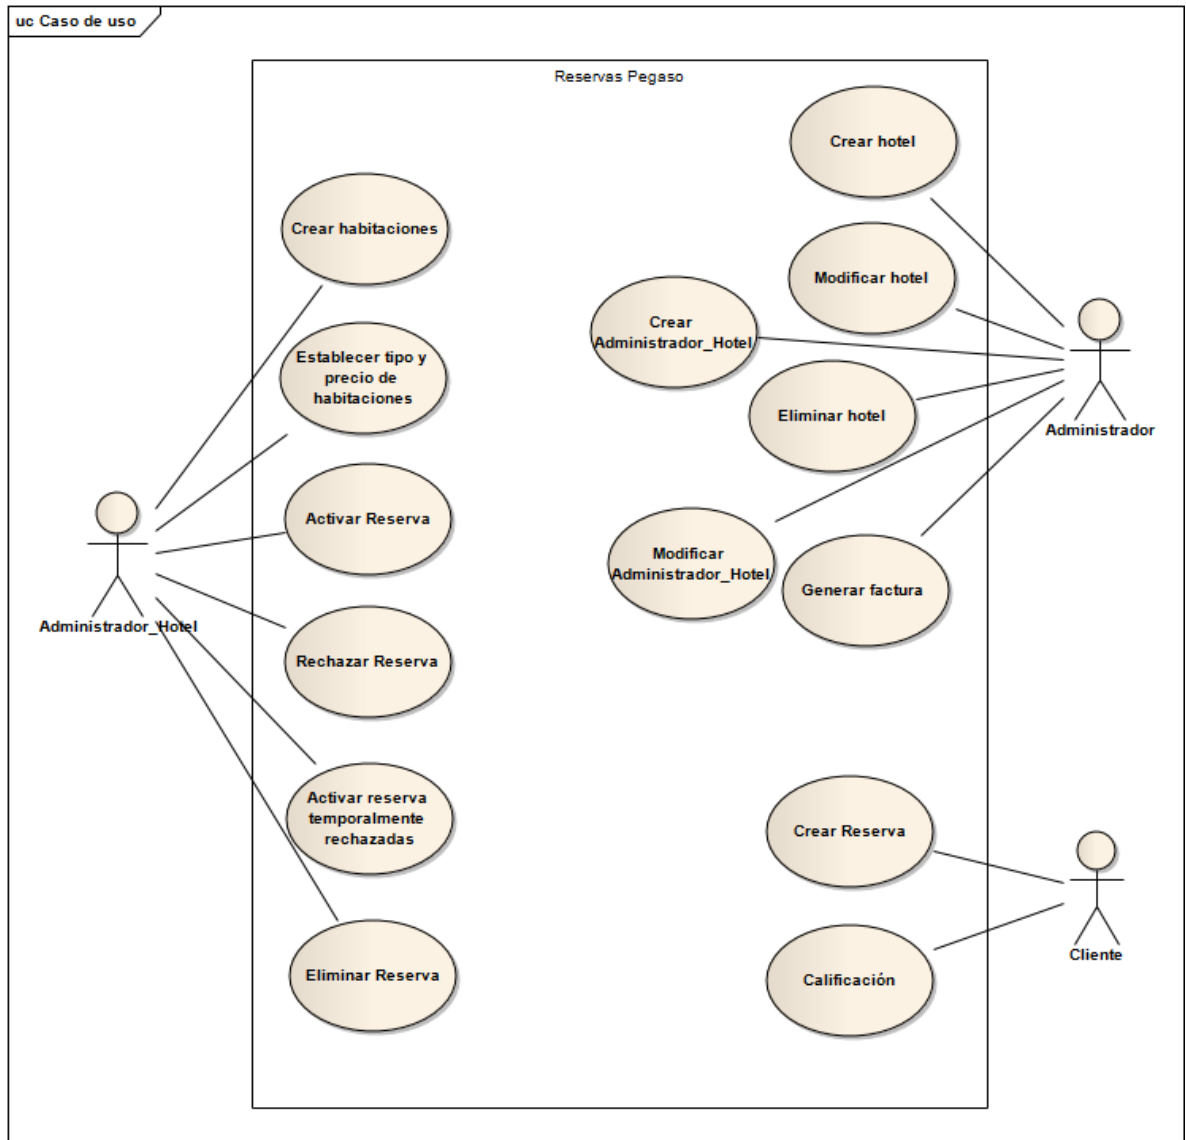 uc Caso de uso
Reservas Pegaso
Crear hotel
Crear habitaciones
Modificar hotel
Crear
Administrador_Hotel
Establecer tipo y
precio de
habitaciones
Eliminar hotel
Administrador
Activar Reserva
Modificar
Administrador_Hotel
Generar factura
Administrador_Hotel
Rechazar Reserva
Activar reserva
temporalmente
rechazadas
Crear Reserva
Cliente
Eliminar Reserva
Calificación